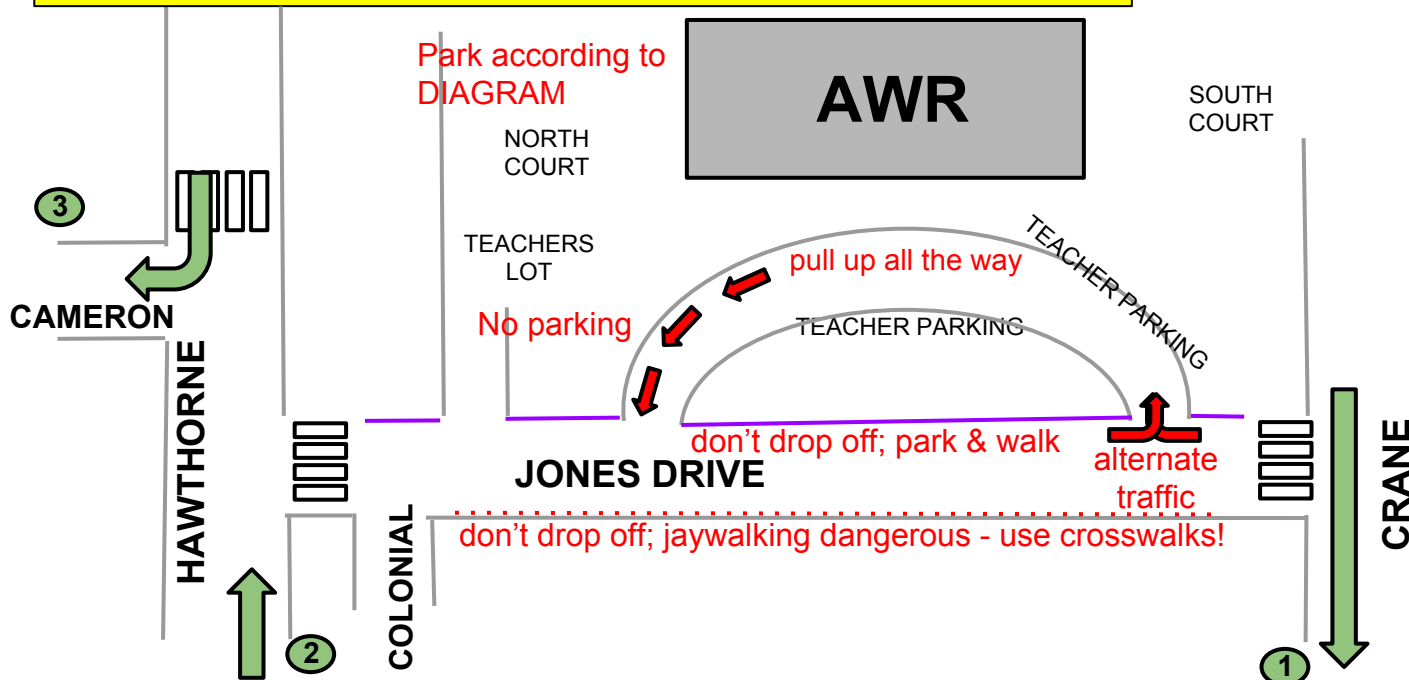 Park according to
DIAGRAM
AWR
SOUTH
COURT
NORTH
COURT
3
TEACHERS
LOT
TEACHER PARKING
pull up all the way
CAMERON
No parking
TEACHER PARKING
HAWTHORNE
don't drop off; park & walk
JONES DRIVE
alternate
traffic
CRANE
don't drop off; jaywalking dangerous - use crosswalks!
COLONIAL
2
1